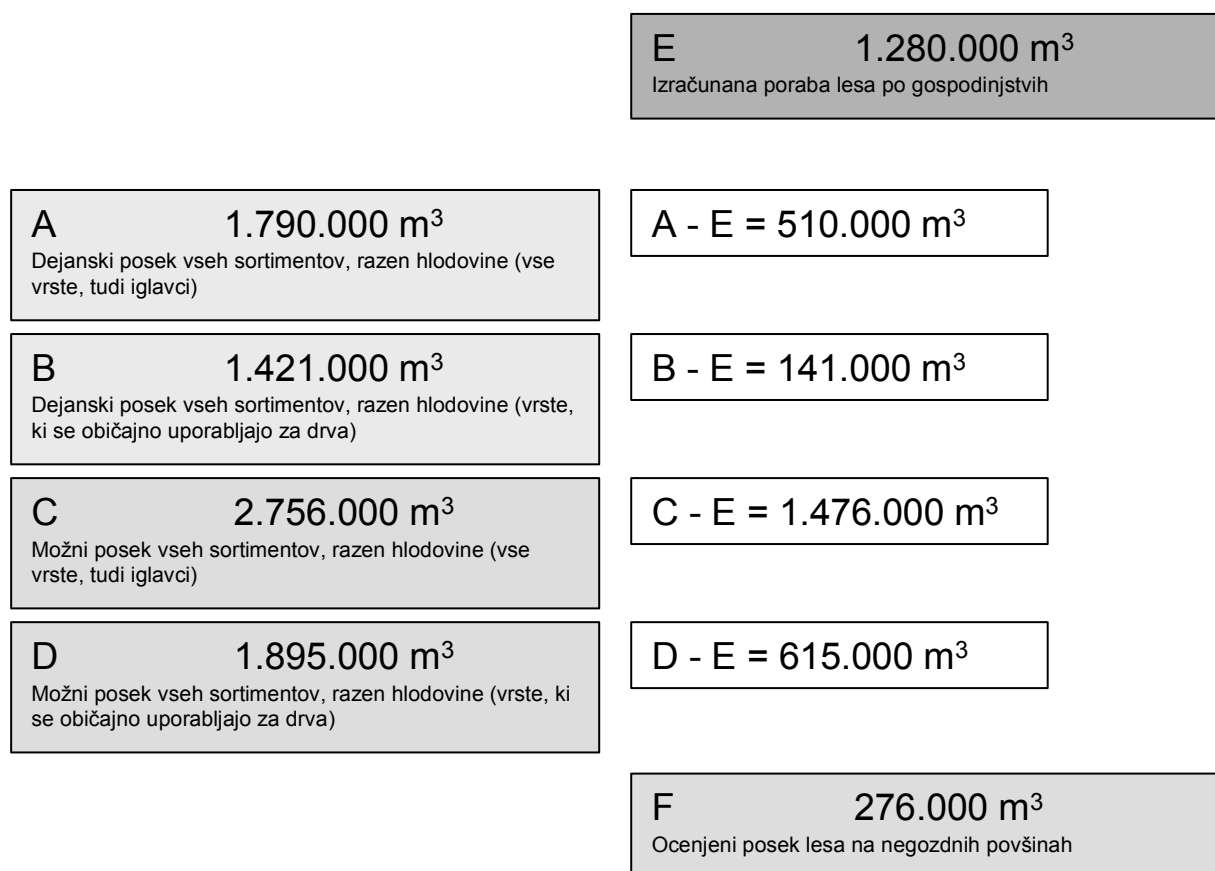 E 1.280.000 m³
Izračunana poraba lesa po gospodinjstvih
A 1.790.000 m³
Dejanski posek vseh sortimentov, razen hlodovine (vse
vrste, tudi iglavci)
A - E = 510.000 m³
B 1.421.000 m³
Dejanski posek vseh sortimentov, razen hlodovine (vrste,
ki se običajno uporabljajo za drva)
B - E = 141.000 m³
C 2.756.000 m³
Možni posek vseh sortimentov, razen hlodovine (vse
vrste, tudi iglavci)
C - E = 1.476.000 m³
D 1.895.000 m³
Možni posek vseh sortimentov, razen hlodovine (vrste, ki
se običajno uporabljajo za drva)
D - E = 615.000 m³
F 276.000 m³
Ocenjeni posek lesa na negozdnih povšinah